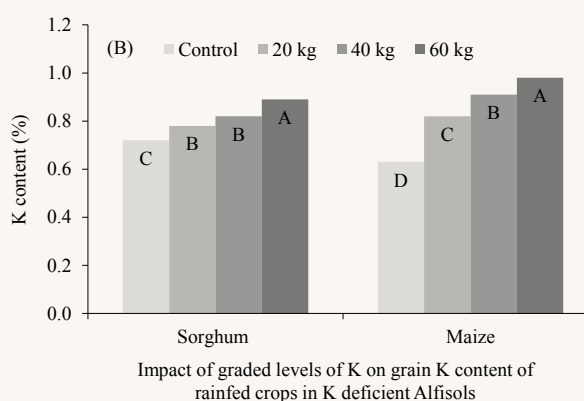 1.2
(B) Control 20 kg 40 kg 60 kg
1.0
0.8
0.6
0.4
0.2
0.0
K content (%)
C B B A
D C B A
Sorghum Maize
Impact of graded levels of K on grain K content of
rainfed crops in K deficient Alfisols